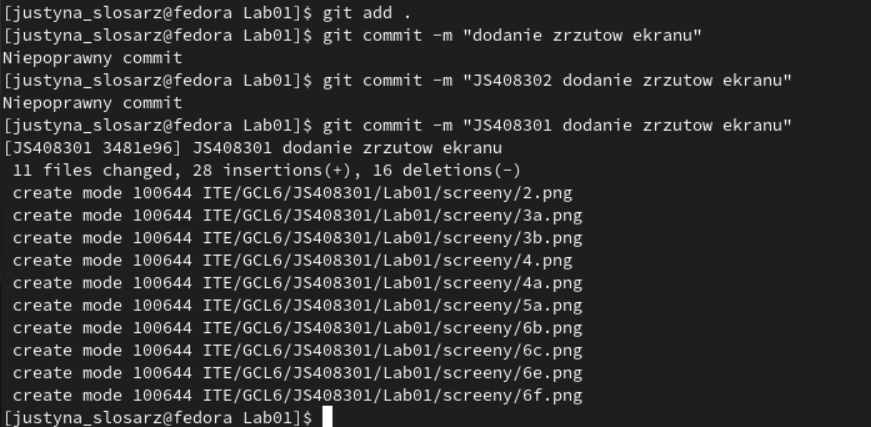 [justyna_slosarz@fedora Lab01]$ git add .
[justyna_slosarz@fedora Lab01]$ git commit -m "dodanie zrzutow ekranu"
Niepoprawny commit
[justyna_slosarz@fedora Lab01]$ git commit -m "JS408302 dodanie zrzutow ekranu"
Niepoprawny commit
[justyna_slosarz@fedora Lab01]$ git commit -m "JS408301 dodanie zrzutow ekranu"
[JS408301 3481e96] JS408301 dodanie zrzutow ekranu
 11 files changed, 28 insertions(+), 16 deletions(-)
 create mode 100644 ITE/GCL6/JS408301/Lab01/screeny/2.png
 create mode 100644 ITE/GCL6/JS408301/Lab01/screeny/3a.png
 create mode 100644 ITE/GCL6/JS408301/Lab01/screeny/3b.png
 create mode 100644 ITE/GCL6/JS408301/Lab01/screeny/4.png
 create mode 100644 ITE/GCL6/JS408301/Lab01/screeny/4a.png
 create mode 100644 ITE/GCL6/JS408301/Lab01/screeny/5a.png
 create mode 100644 ITE/GCL6/JS408301/Lab01/screeny/6b.png
 create mode 100644 ITE/GCL6/JS408301/Lab01/screeny/6c.png
 create mode 100644 ITE/GCL6/JS408301/Lab01/screeny/6e.png
 create mode 100644 ITE/GCL6/JS408301/Lab01/screeny/6f.png
[justyna_slosarz@fedora Lab01]$